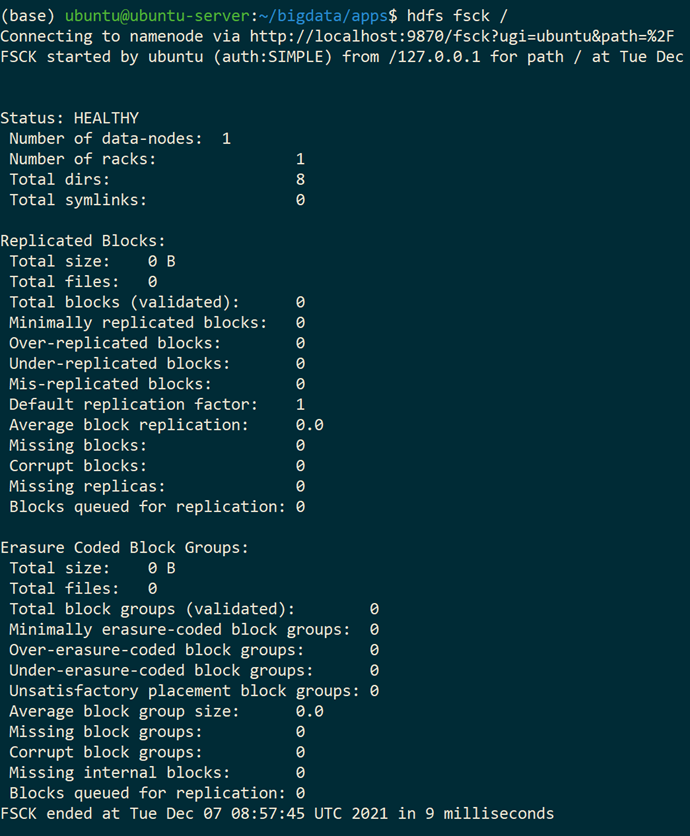 (base) ubuntu@ubuntu-server:~/bigdata/apps$ hdfs fsck /
Connecting to namenode via http://localhost:9870/fsck?ugi=ubuntu&path=%2F
FSCK started by ubuntu (auth:SIMPLE) from /127.0.0.1 for path / at Tue Dec
Status: HEALTHY
Number of data-nodes: 1
Number of racks: 1
Total dirs: 8
Total symlinks: 0
Replicated Blocks:
Total size: 0 B
Total files: 0
Total blocks (validated): 0
Minimally replicated blocks: 0
Over-replicated blocks: 0
Under-replicated blocks: 0
Mis-replicated blocks: 0
Default replication factor: 1
Average block replication: 0.0
Missing blocks: 0
Corrupt blocks: 0
Missing replicas: 0
Blocks queued for replication: 0
Erasure Coded Block Groups:
Total size: 0 B
Total files: 0
Total block groups (validated): 0
Minimally erasure-coded block groups: 0
Over-erasure-coded block groups: 0
Under-erasure-coded block groups: 0
Unsatisfactory placement block groups: 0
Average block group size: 0.0
Missing block groups: 0
Corrupt block groups: 0
Missing internal blocks: 0
Blocks queued for replication: 0
FSCK ended at Tue Dec 07 08:57:45 UTC 2021 in 9 milliseconds